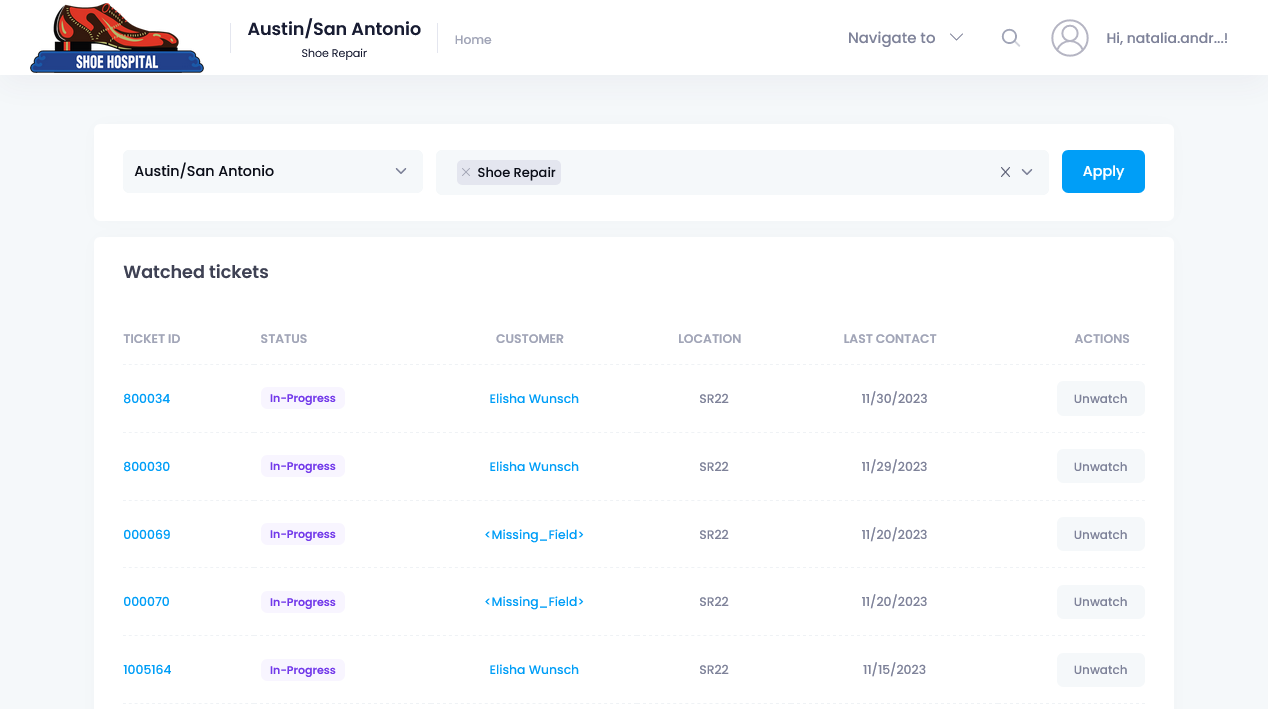 SHOE HOSPITAL
Austin/San Antonio
Shoe Repair
Home
Navigate to
Hi, natalia.andr...!
Austin/San Antonio
Shoe Repair
Apply
Watched tickets
TICKET ID STATUS CUSTOMER LOCATION LAST CONTACT ACTIONS
800034 In-Progress Elisha Wunsch SR22 11/30/2023 Unwatch
800030 In-Progress Elisha Wunsch SR22 11/29/2023 Unwatch
000069 In-Progress <Missing_Field> SR22 11/20/2023 Unwatch
000070 In-Progress <Missing_Field> SR22 11/20/2023 Unwatch
1005164 In-Progress Elisha Wunsch SR22 11/15/2023 Unwatch